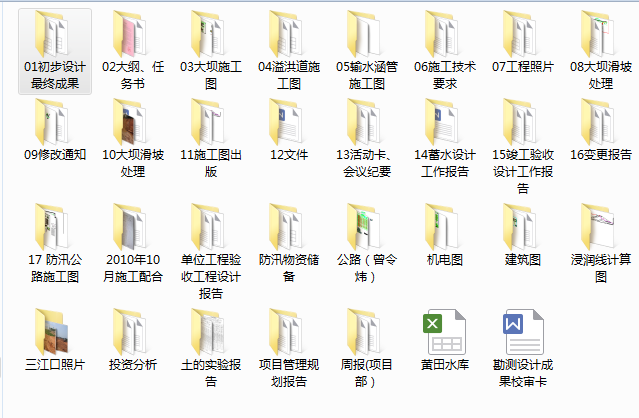 01初步设计
最终成果
02大纲、任
务书
03大坝施工
图
04溢洪道施
工图
05输水涵管
施工图
06施工技术
要求
07工程照片
08大坝滑坡
处理
09修改通知
10大坝滑坡
处理
11施工图出
版
12文件
13活动卡、
会议纪要
14蓄水设计
工作报告
15竣工验收
设计工作报
告
16变更报告
17 防汛公
路施工图
2010年10
月施工配合
单位工程验
收工程设计
报告
防汛物资储
备
公路（曾令
炜）
机电图
建筑图
浸润线计算
图
三江口照片
投资分析
土的实验报
告
项目管理规
划报告
周报(项目
部）
莆田水库
勘测设计成
果校审卡